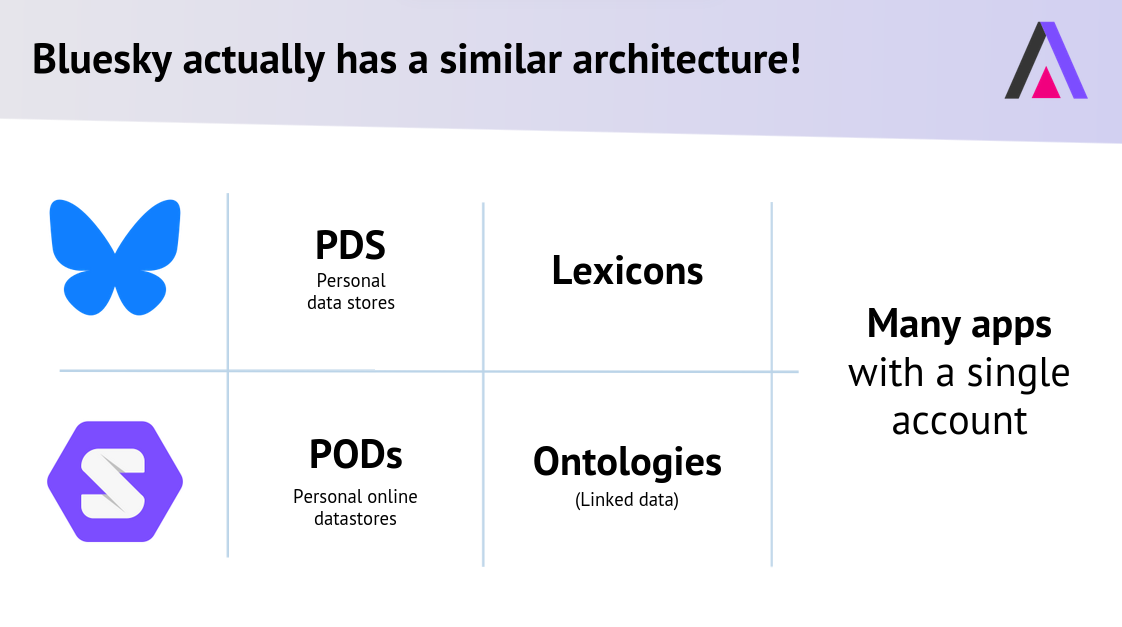 Bluesky actually has a similar architecture!
PDS
Personal
data stores
Lexicons
Many apps
with a single
account
PODs
Personal online
datastores
Ontologies
(Linked data)